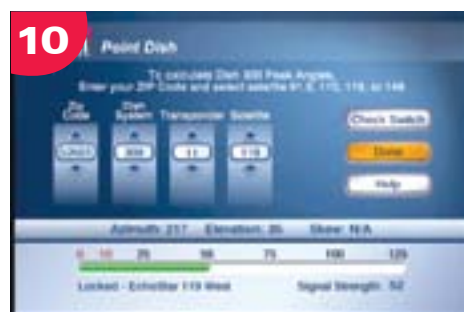 10
Point Dish
To calculate Dish 500 Peak Angles,
Enter your ZIP Code and select satellite 61.5, 110, 119, or 148
Zip Code
Dish System
Transponder
Satellite
Check Switch
11
119
Done
Help
Azimuth: 217 Elevation: 35 Skew: N/A
0 10 25 50 75 100 125
Locked - EchoStar 119 West
Signal Strength: 52